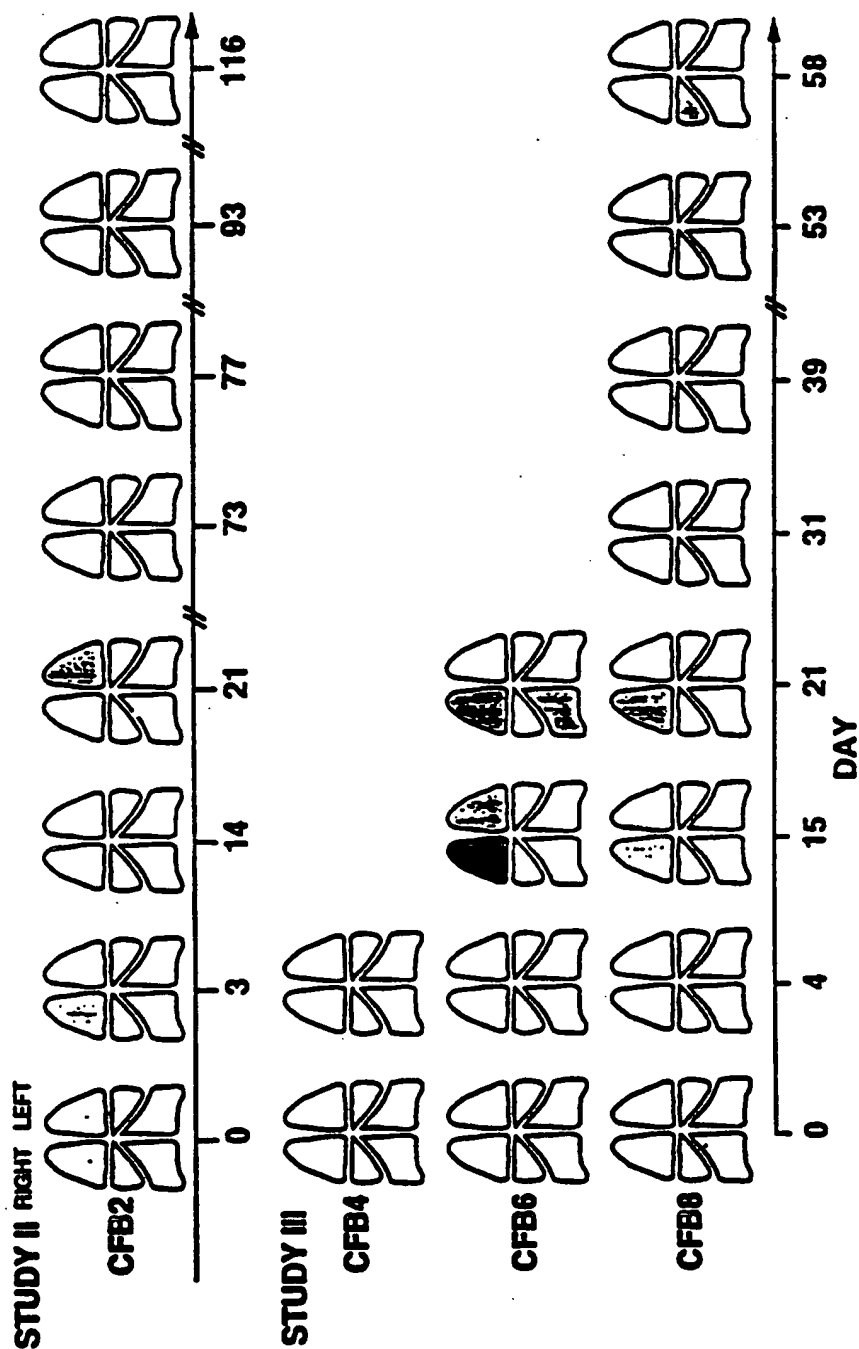 STUDY II RIGHT LEFT
CFB2
0 3 14 21 73 77 93 116
STUDY III
CFB4
CFB6
CFB8
0 4 15 21 31 39 53 58
DAY